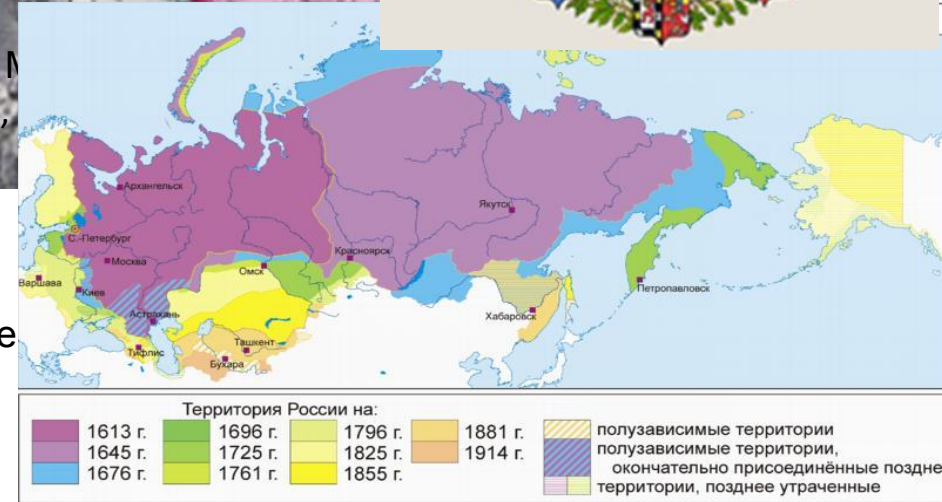 М
,
е
Архангельск
Якутск
С.-Петербург
Москва
Красноярск
Омск
Варшава
Киев
Петропавловск
Астрахань
Хабаровск
Ташкент
Тифлис
Бухара
Территория России на:
1613 г. 1696 г. 1796 г. 1881 г.
1645 г. 1725 г. 1825 г. 1914 г.
1676 г. 1761 г. 1855 г.
полузависимые территории
полузависимые территории,
окончательно присоединённые поздне
территории, позднее утраченные